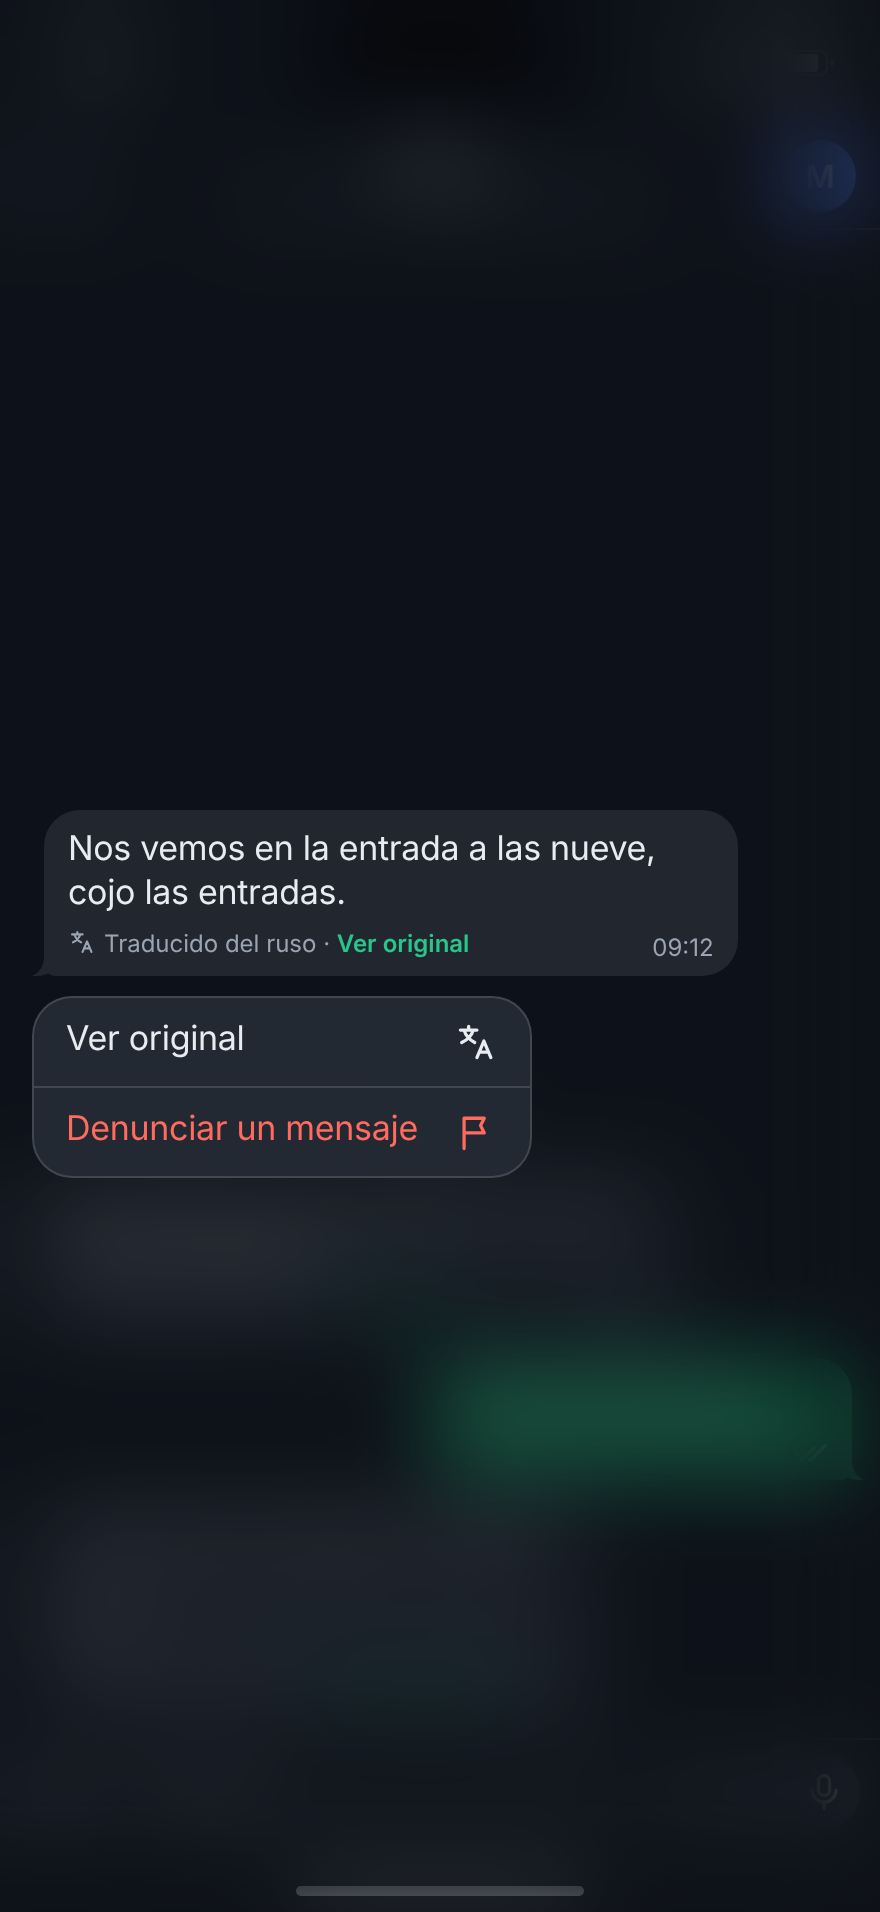 M
Nos vemos en la entrada a las nueve,
cojo las entradas.
Traducido del ruso · Ver original
09:12
Ver original
Denunciar un mensaje